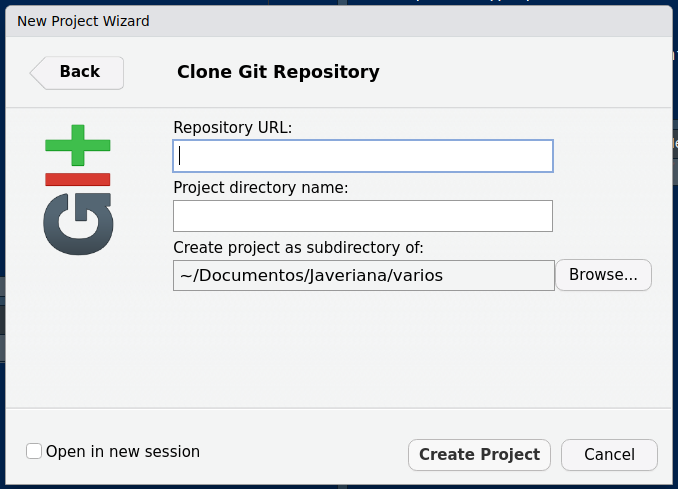 New Project Wizard
Back
Clone Git Repository
GIT
Repository URL:
Project directory name:
Create project as subdirectory of:
~/Documentos/Javeriana/varios
Browse...
Open in new session
Create Project
Cancel